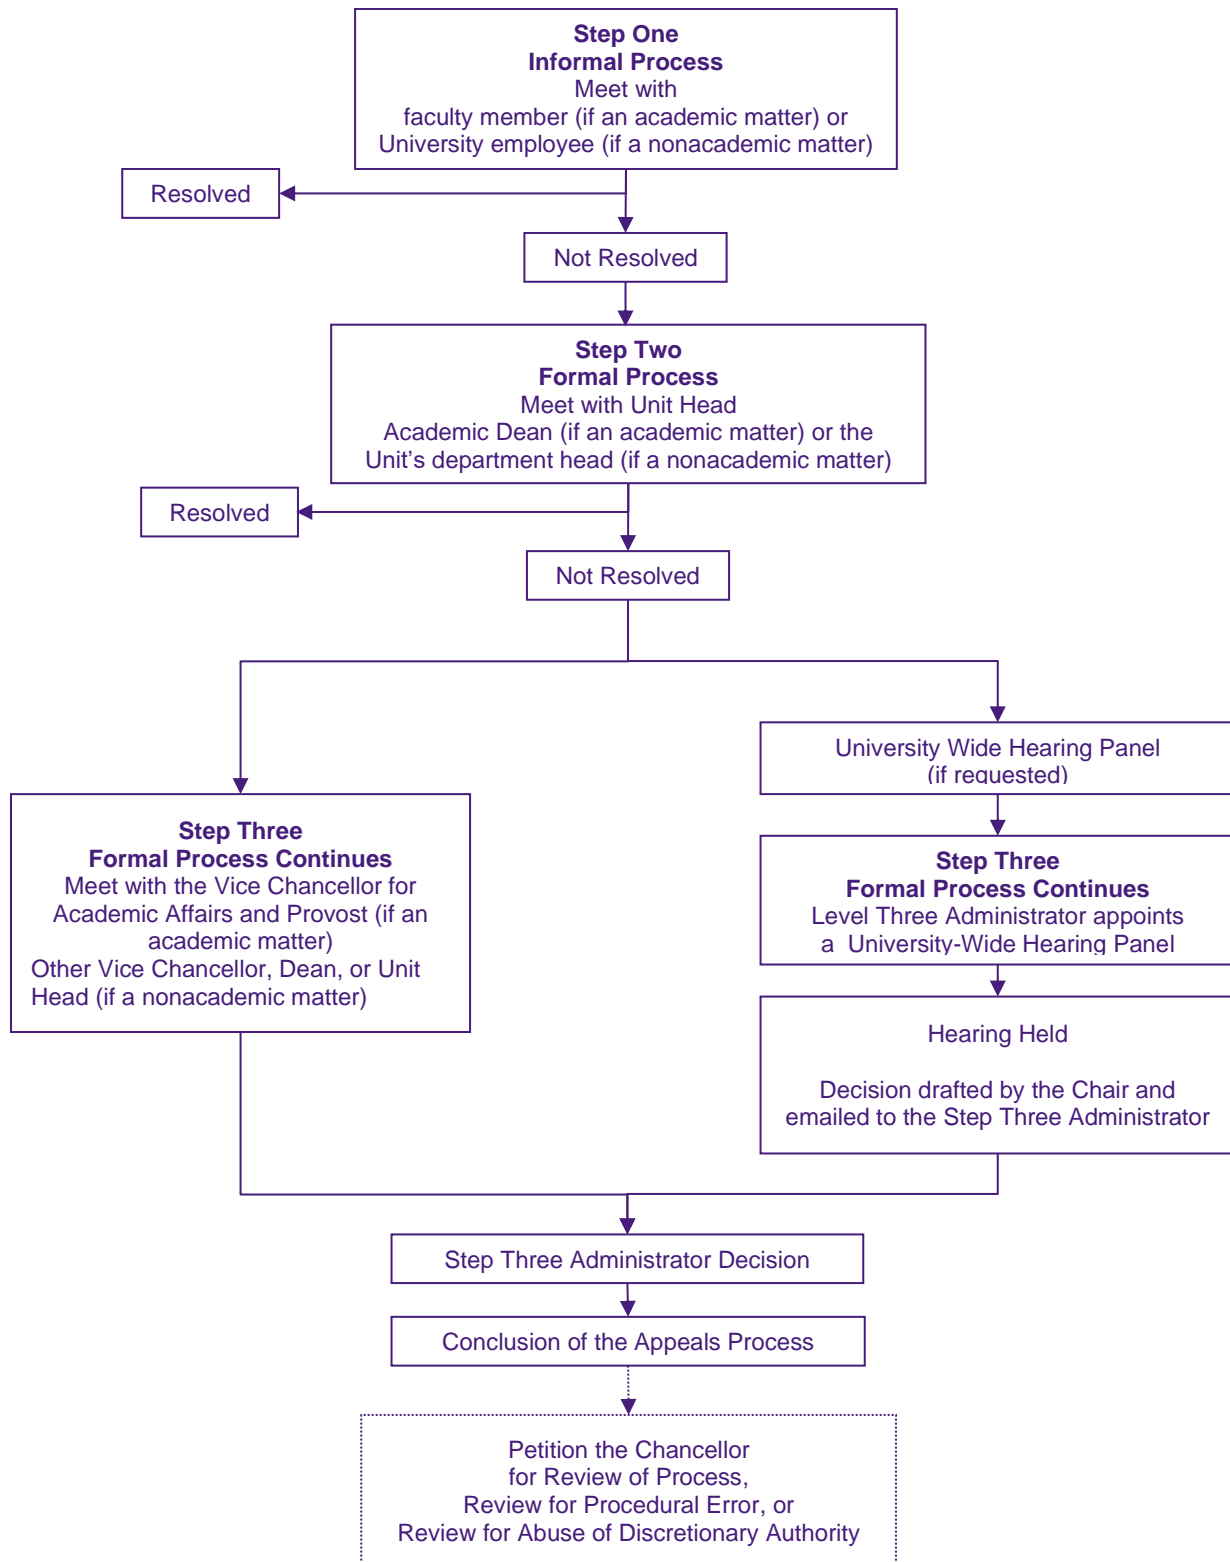 Step One
Informal Process
Meet with
faculty member (if an academic matter) or
University employee (if a nonacademic matter)
Resolved
Not Resolved
Step Two
Formal Process
Meet with Unit Head
Academic Dean (if an academic matter) or the
Unit’s department head (if a nonacademic matter)
Resolved
Not Resolved
University Wide Hearing Panel
(if requested)
Step Three
Formal Process Continues
Meet with the Vice Chancellor for
Academic Affairs and Provost (if an
academic matter)
Other Vice Chancellor, Dean, or Unit
Head (if a nonacademic matter)
Step Three
Formal Process Continues
Level Three Administrator appoints
a University-Wide Hearing Panel
Hearing Held
Decision drafted by the Chair and
emailed to the Step Three Administrator
Step Three Administrator Decision
Conclusion of the Appeals Process
Petition the Chancellor
for Review of Process,
Review for Procedural Error, or
Review for Abuse of Discretionary Authority